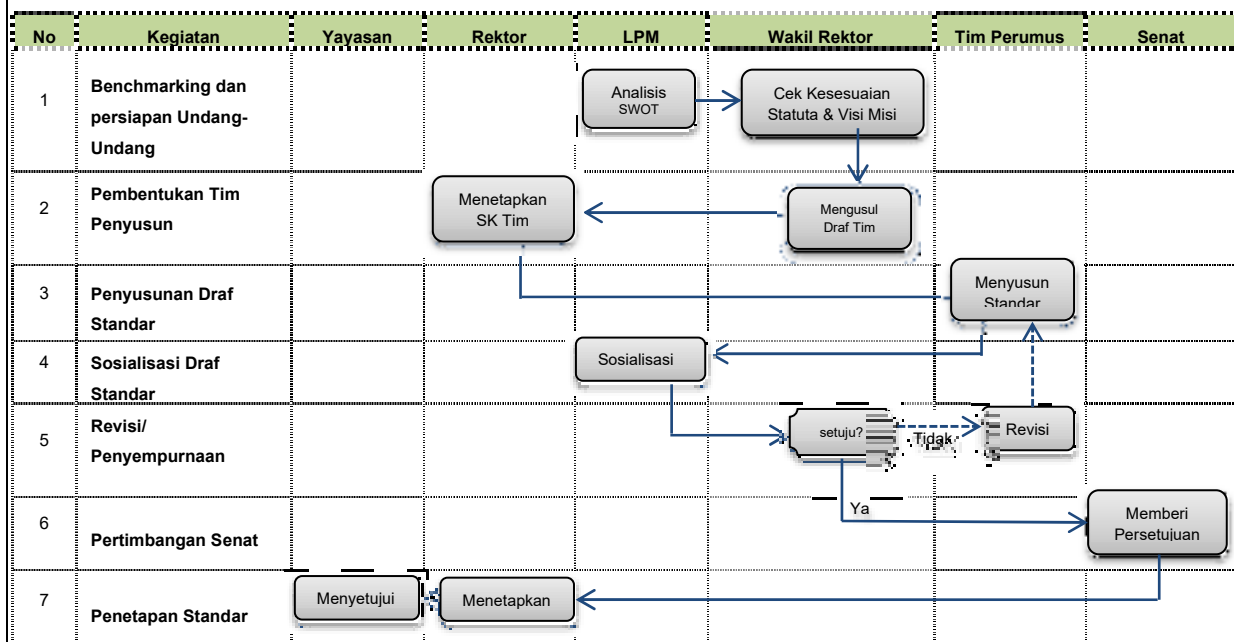 No Kegiatan Yayasan Rektor LPM Wakil Rektor Tim Perumus Senat
1
Benchmarking dan
persiapan Undang-
Undang
Analisis
SWOT
Cek Kesesuaian
Statuta & Visi Misi
2
Pembentukan Tim
Penyusun
Menetapkan
SK Tim
Mengusul
Draf Tim
3
Penyusunan Draf
Standar
Menyusun
Standar
4
Sosialisasi Draf
Standar
Sosialisasi
5
Revisi/
Penyempurnaan
setuju?
Tidak
Revisi
Ya
6
Pertimbangan Senat
Memberi
Persetujuan
7
Penetapan Standar
Menyetujui
Menetapkan